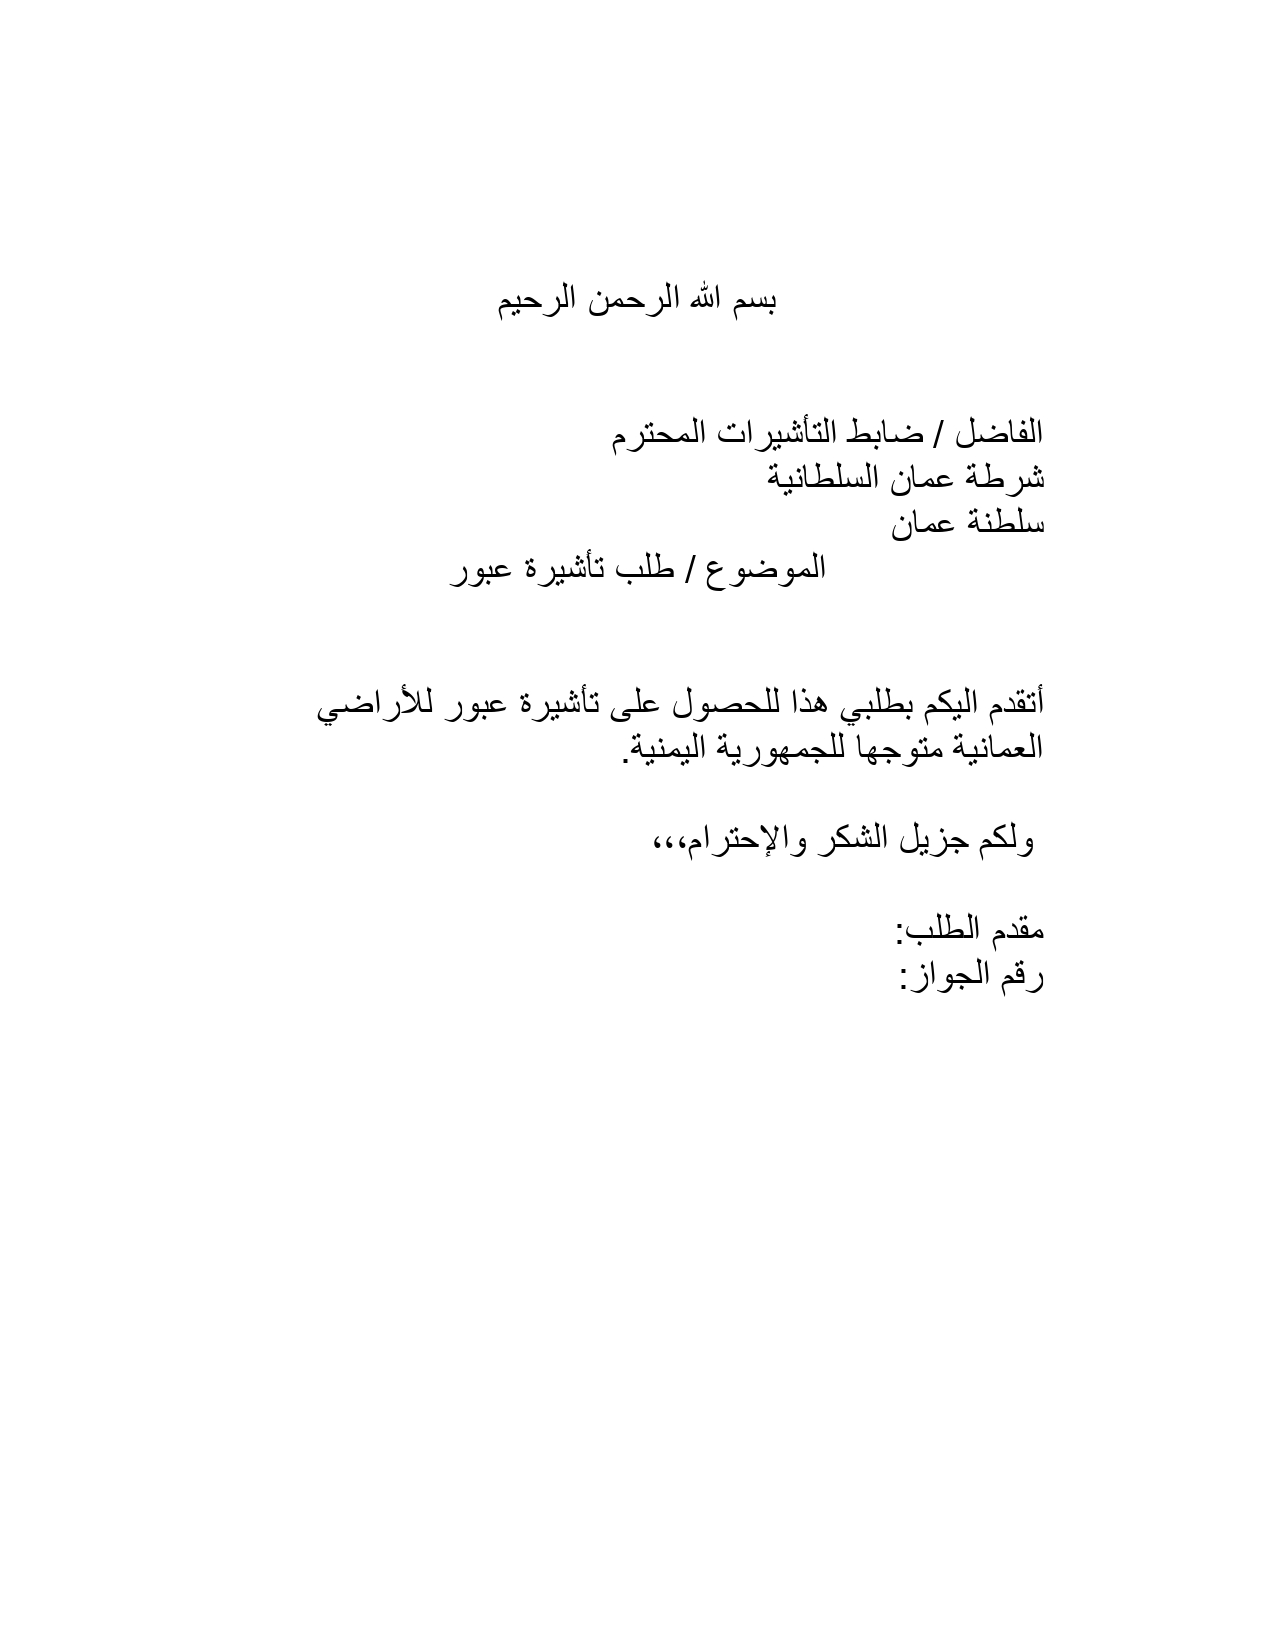 بسم الله الرحمن الرحيم
الفاضل / ضابط التأشيرات المحترم
شرطة عمان السلطانية
سلطنة عمان
الموضوع / طلب تأشيرة عبور
أتقدم اليكم بطلبي هذا للحصول على تأشيرة عبور للأراضي
العمانية متوجها للجمهورية اليمنية.
ولكم جزيل الشكر والإحترام،،،
مقدم الطلب:
رقم الجواز: